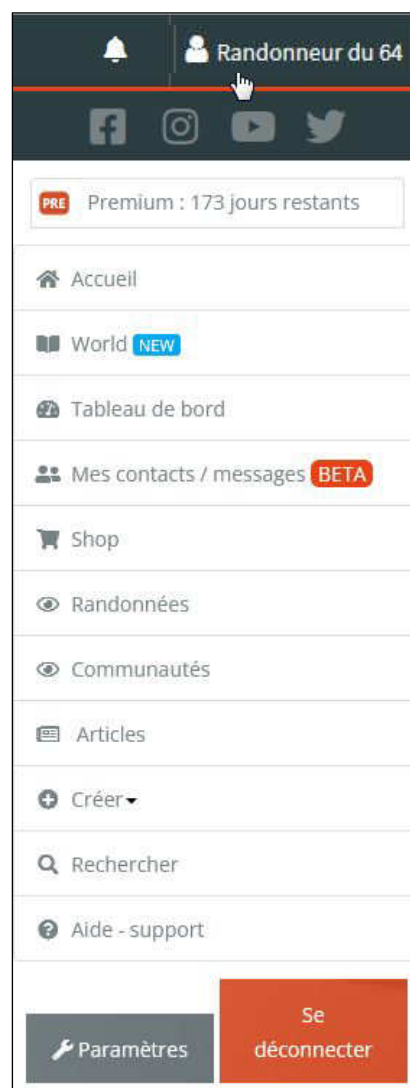 Randonneur du 64
PRE Premium : 173 jours restants
Accueil
World NEW
Tableau de bord
Mes contacts / messages BETA
Shop
Randonnées
Communautés
Articles
Créer
Rechercher
Aide - support
Paramètres
Se
déconnecter